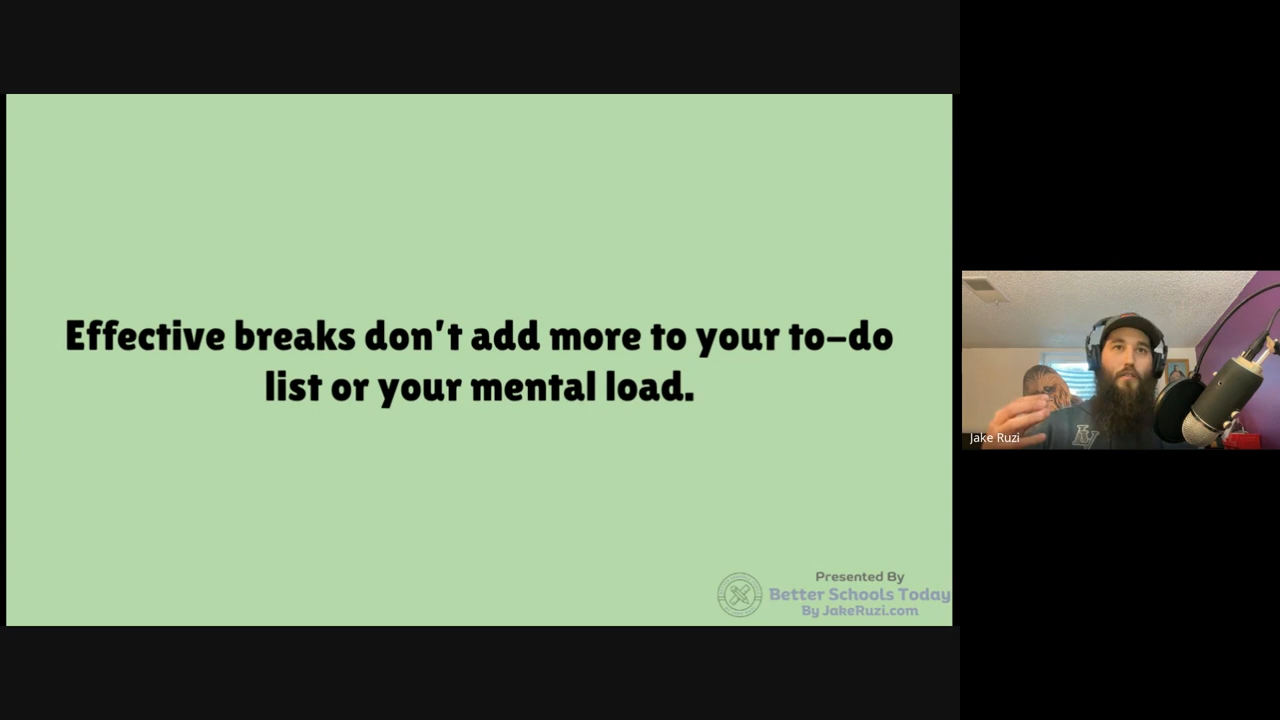 Effective breaks don't add more to your to-do
list or your mental load.
Presented By
Better Schools Today
By JakeRuzi.com
Jake Ruzi